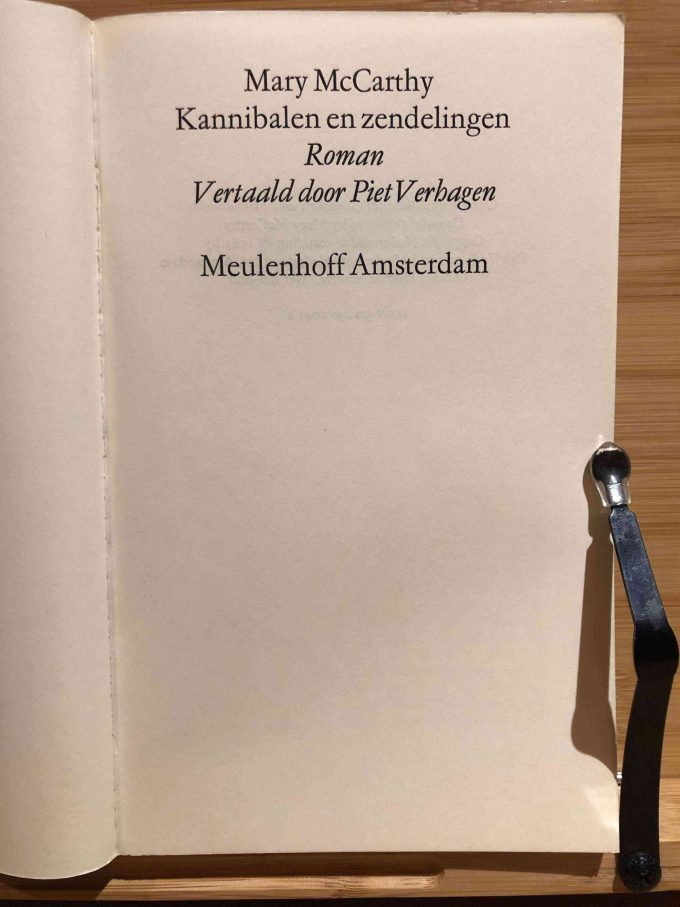 Mary McCarthy
Kannibalen en zendelingen
Roman
Vertaald door Piet Verhagen
Meulenhoff Amsterdam